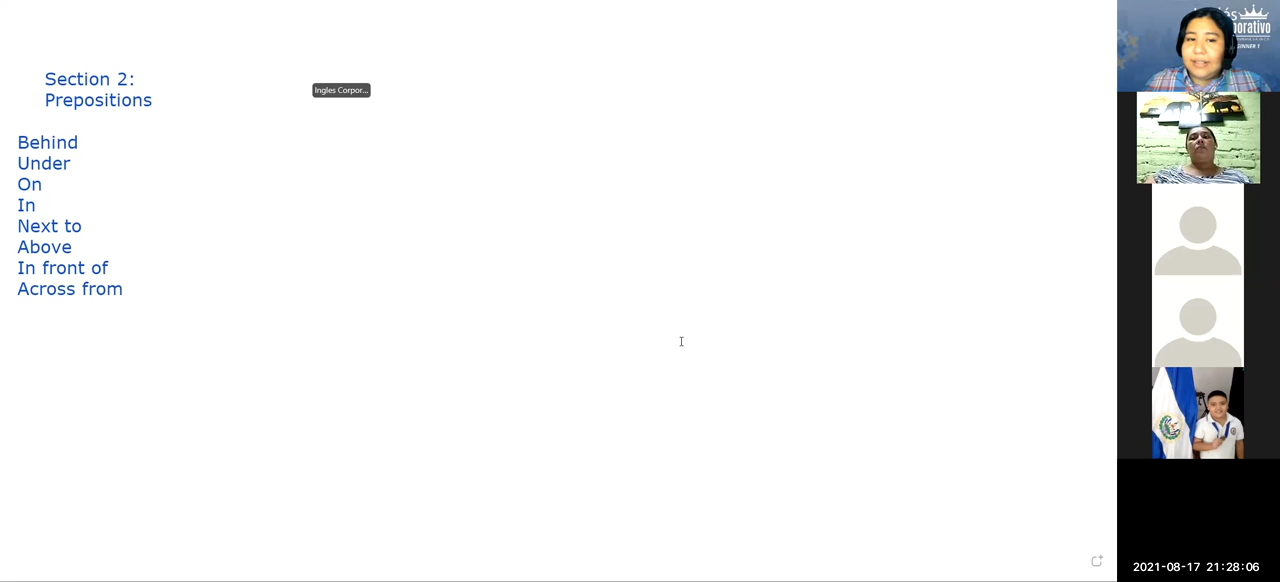 Section 2:
Prepositions
Ingles Corpor...
Behind
Under
On
In
Next to
Above
In front of
Across from
2021-08-17 21:28:06